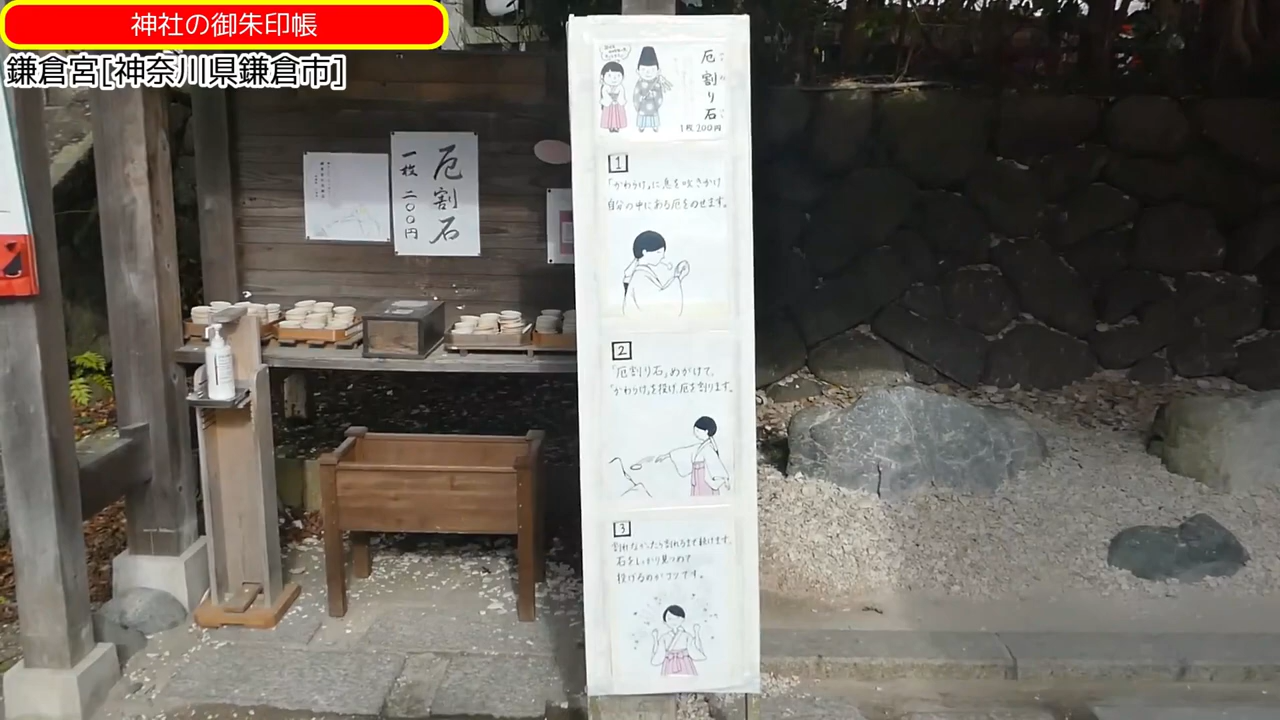 神社の御朱印帳
鎌倉宮[神奈川県鎌倉市]
厄割石
一枚 二〇〇円
厄割り石
1枚200円
1
「かわらけ」に息を吹きかけ
自分の中にある厄をのせます。
2
「厄割り石」めがけて、
「かわらけ」を投げ、厄を割ります。
3
割れなかったら割れるまで続けます。
石をしっかり見つめて
投げるのがコツです。